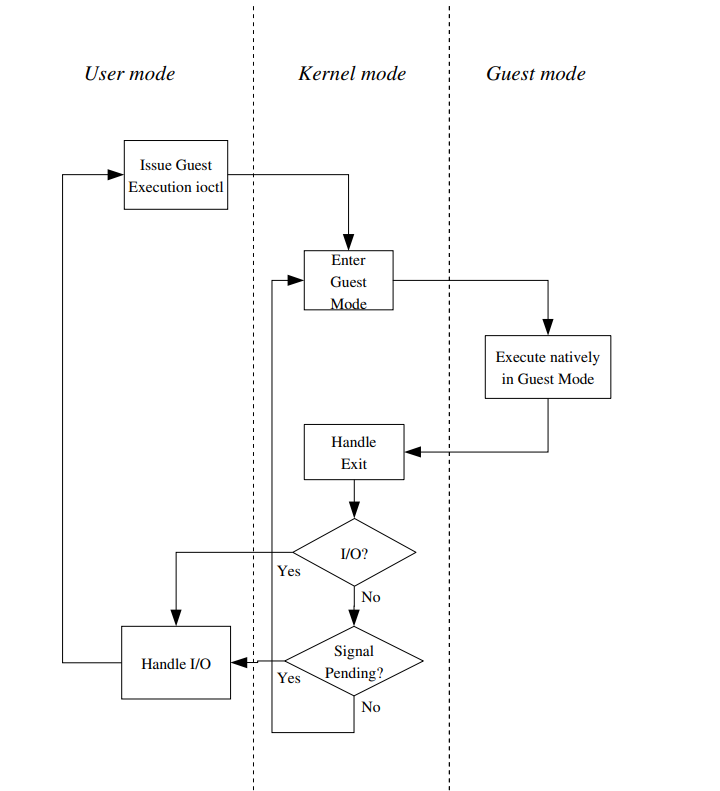 User mode
Kernel mode
Guest mode
Issue Guest
Execution ioctl
Enter
Guest
Mode
Execute natively
in Guest Mode
Handle
Exit
I/O?
Yes
No
Handle I/O
Signal
Pending?
Yes
No